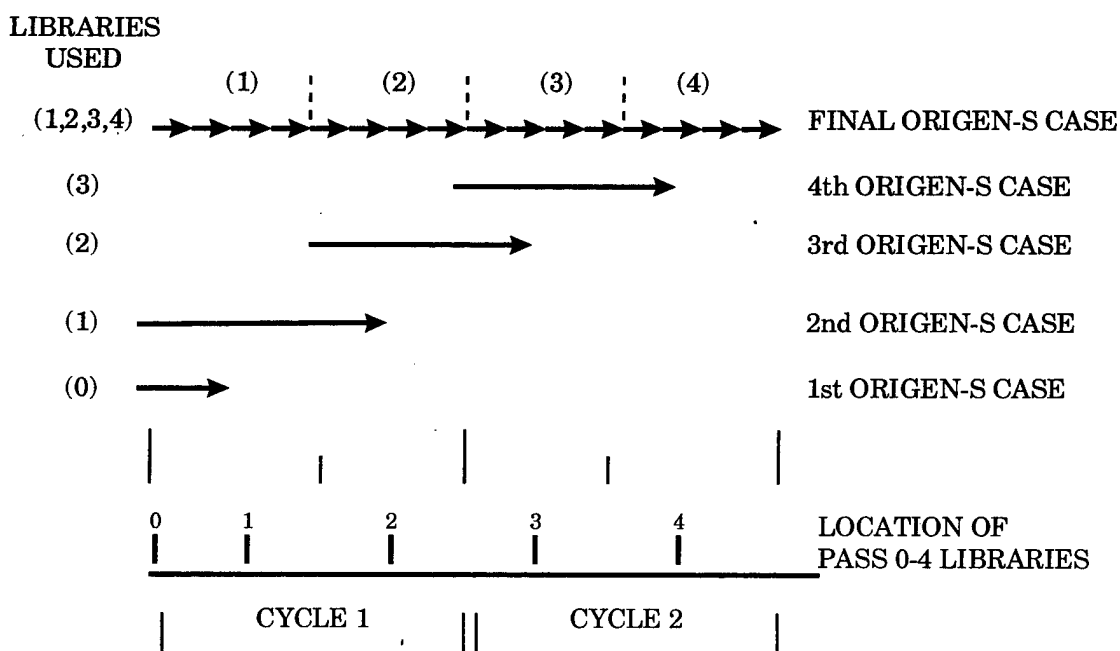 LIBRARIES
USED
(1) (2) (3) (4)
(1,2,3,4) FINAL ORIGEN-S CASE
(3) 4th ORIGEN-S CASE
(2) 3rd ORIGEN-S CASE
(1) 2nd ORIGEN-S CASE
(0) 1st ORIGEN-S CASE
0 1 2 3 4 LOCATION OF
PASS 0-4 LIBRARIES
CYCLE 1 CYCLE 2